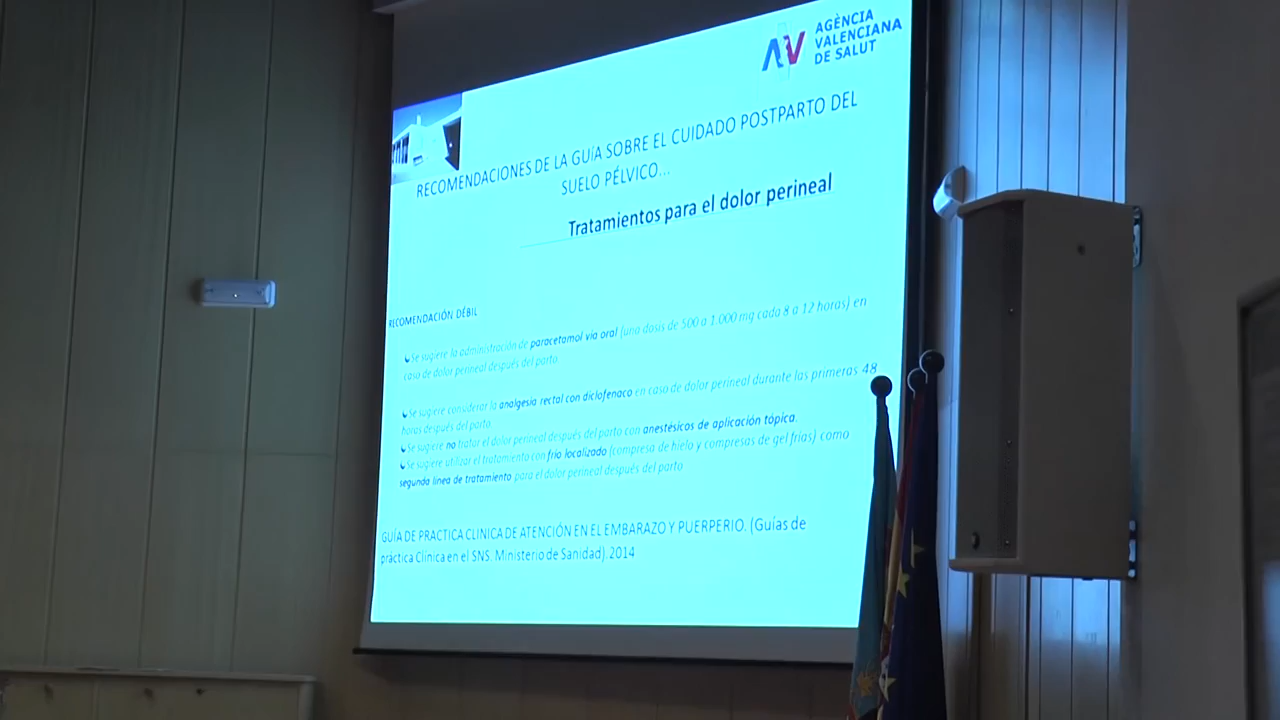 AGÈNCIA
VALENCIANA
DE SALUT
RECOMENDACIONES DE LA GUíA SOBRE EL CUIDADO POSTPARTO DEL
SUELO PÉLVICO...
Tratamientos para el dolor perineal
RECOMENDACIÓN DÉBIL
Se sugiere la administración de paracetamol vía oral (una dosis de 500 a 1.000 mg cada 8 a 12 horas) en
caso de dolor perineal después del parto
Se sugiere considerar la analgesia rectal con diclofenaco en caso de dolor perineal durante las primeras 48
horas después del parto.
Se sugiere no tratar el dolor perineal después del parto con anestésicos de aplicación tópica.
Se sugiere utilizar el tratamiento con frío localizado (compresa de hielo y compresas de gel frías) como
segunda línea de tratamiento para el dolor perineal después del parto
GUÍA DE PRACTICA CLINICA DE ATENCIÓN EN EL EMBARAZO Y PUERPERIO. (Guías de
práctica Clínica en el SNS. Ministerio de Sanidad). 2014